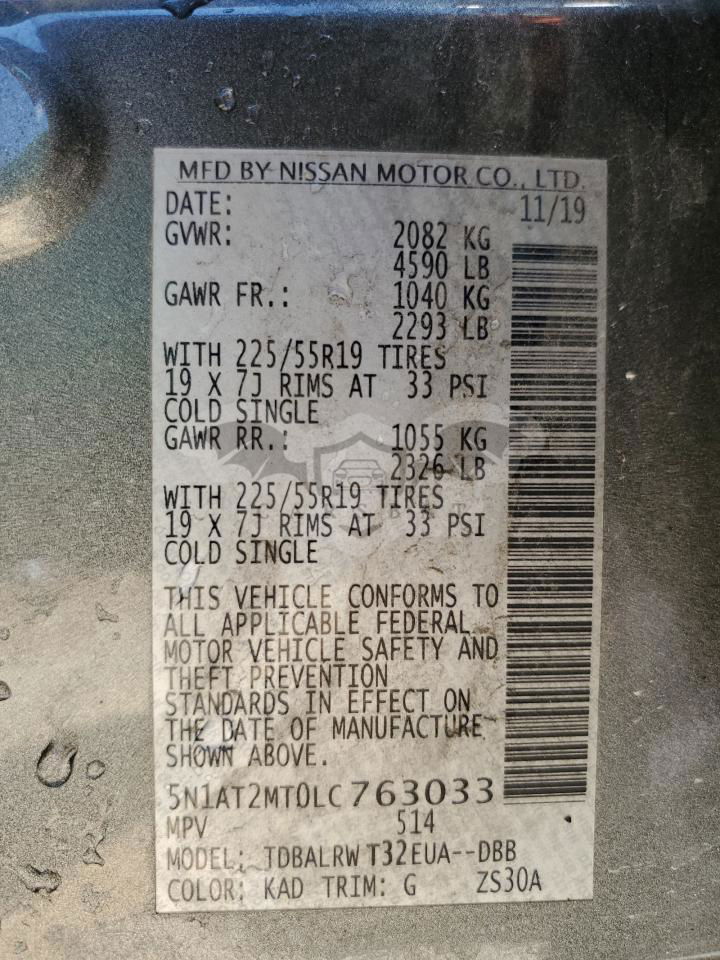 MFD BY NISSAN MOTOR CO., LTD.
DATE: 11/19
GVWR: 2082 KG
4590 LB
GAWR FR.: 1040 KG
2293 LB
WITH 225/55R19 TIRES
19 X 7J RIMS AT 33 PSI
COLD SINGLE
GAWR RR.: 1055 KG
2326 LB
WITH 225/55R19 TIRES
19 X 7J RIMS AT 33 PSI
COLD SINGLE
THIS VEHICLE CONFORMS TO
ALL APPLICABLE FEDERAL
MOTOR VEHICLE SAFETY AND
THEFT PREVENTION
STANDARDS IN EFFECT ON
THE DATE OF MANUFACTURE
SHOWN ABOVE.
5N1AT2MT0LC763033
MPV 514
MODEL: TDBALRW T32EUA--DBB
COLOR: KAD TRIM: G ZS30A